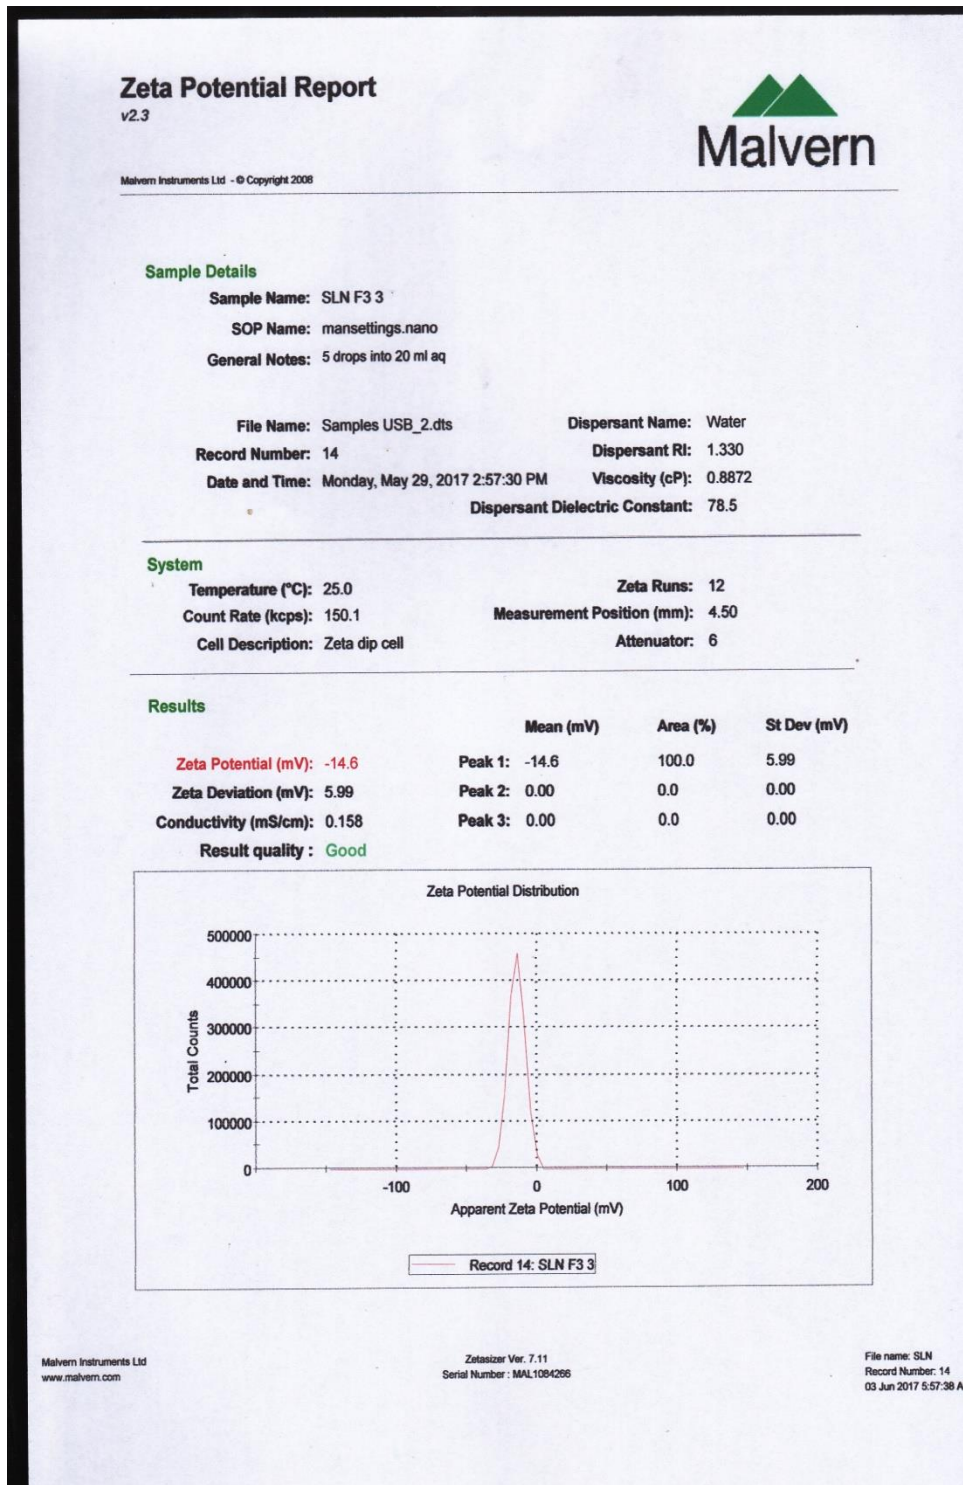 Zeta Potential Report
v2.3
Malvern
Malvern Instruments Ltd - © Copyright 2008
Sample Details
Sample Name: SLN F3 3
SOP Name: mansettings.nano
General Notes: 5 drops into 20 ml aq
File Name: Samples USB_2.dts Dispersant Name: Water
Record Number: 14 Dispersant RI: 1.330
Date and Time: Monday, May 29, 2017 2:57:30 PM Viscosity (cP): 0.8872
Dispersant Dielectric Constant: 78.5
System
Temperature (°C): 25.0 Zeta Runs: 12
Count Rate (kcps): 150.1 Measurement Position (mm): 4.50
Cell Description: Zeta dip cell Attenuator: 6
Results
Mean (mV) Area (%) St Dev (mV)
Zeta Potential (mV): -14.6 Peak 1: -14.6 100.0 5.99
Zeta Deviation (mV): 5.99 Peak 2: 0.00 0.0 0.00
Conductivity (mS/cm): 0.158 Peak 3: 0.00 0.0 0.00
Result quality : Good
Zeta Potential Distribution
500000
400000
300000
200000
100000
0
Total Counts
-100 0 100 200
Apparent Zeta Potential (mV)
Record 14: SLN F3 3
Malvern Instruments Ltd
www.malvern.com
Zetasizer Ver. 7.11
Serial Number : MAL1084266
File name: SLN
Record Number: 14
03 Jun 2017 5:57:38 A